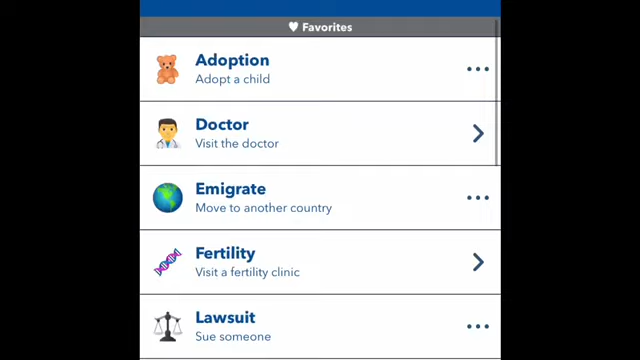 Favorites
Adoption
Adopt a child
Doctor
Visit the doctor
Emigrate
Move to another country
Fertility
Visit a fertility clinic
Lawsuit
Sue someone